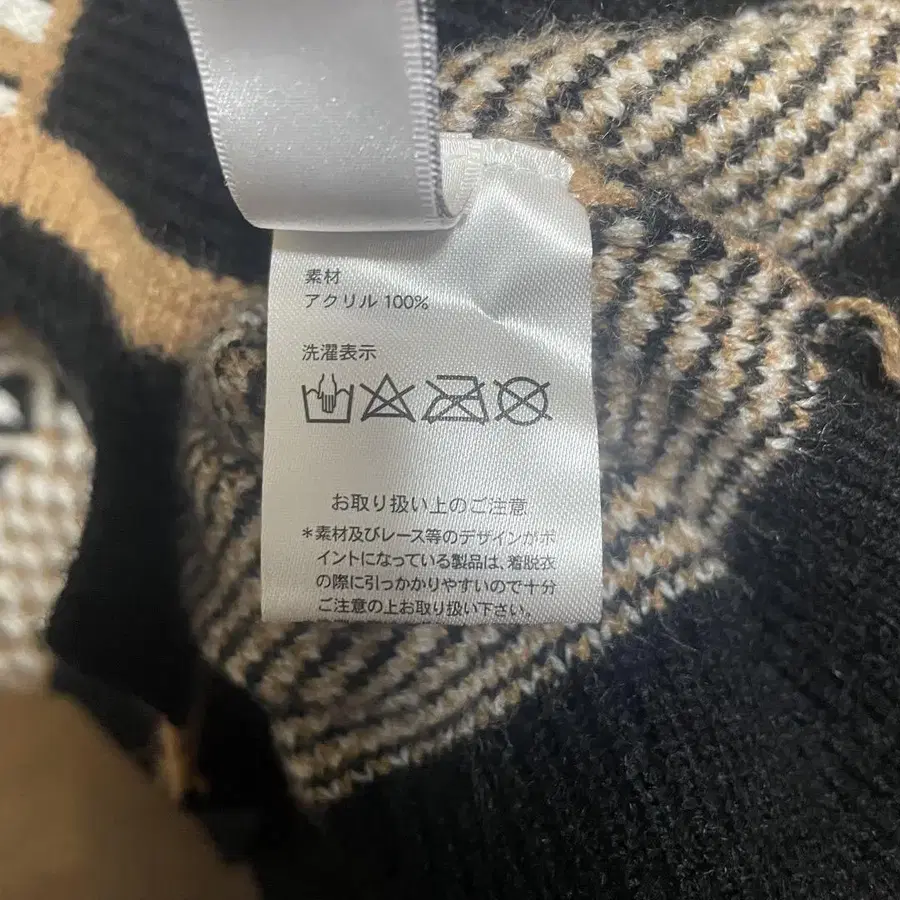 素材
アクリル 100%
洗濯表示
お取り扱い上のご注意
*素材及びレース等のデザインがポ
イントになっている製品は、着脱衣
の際に引っかかりやすいので十分
ご注意の上お取り扱い下さい。